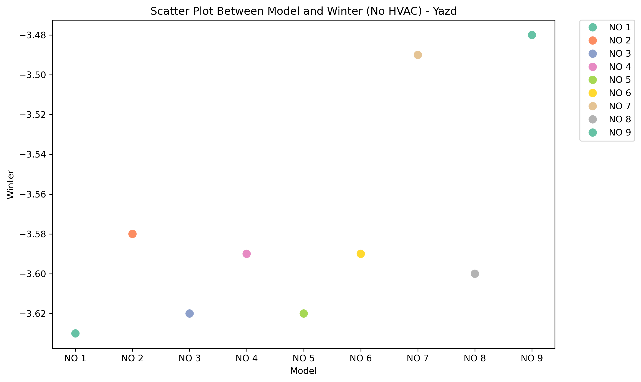 Scatter Plot Between Model and Winter (No HVAC) - Yazd
−3.48
−3.50
−3.52
−3.54
−3.56
−3.58
−3.60
−3.62
Winter
NO 1 NO 2 NO 3 NO 4 NO 5 NO 6 NO 7 NO 8 NO 9
Model
NO 1
NO 2
NO 3
NO 4
NO 5
NO 6
NO 7
NO 8
NO 9